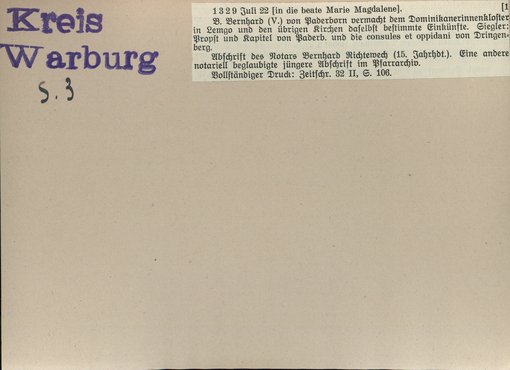 Kreis
Warburg
S. 3
1329 Juli 22 [in die beate Marie Magdalene]. [1
B. Bernhard (V.) von Paderborn vermacht dem Dominikanerinnenkloster
in Lemgo und den übrigen Kirchen daselbst bestimmte Einkünfte. Siegler:
Propst und Kapitel von Paderb. und die consules et oppidani von Dringen-
berg.
Abschrift des Notars Bernhard Richtewech (15. Jahrhdt.). Eine andere
notariell beglaubigte jüngere Abschrift im Pfarrarchiv.
Vollständiger Druck: Zeitschr. 32 II, S. 106.